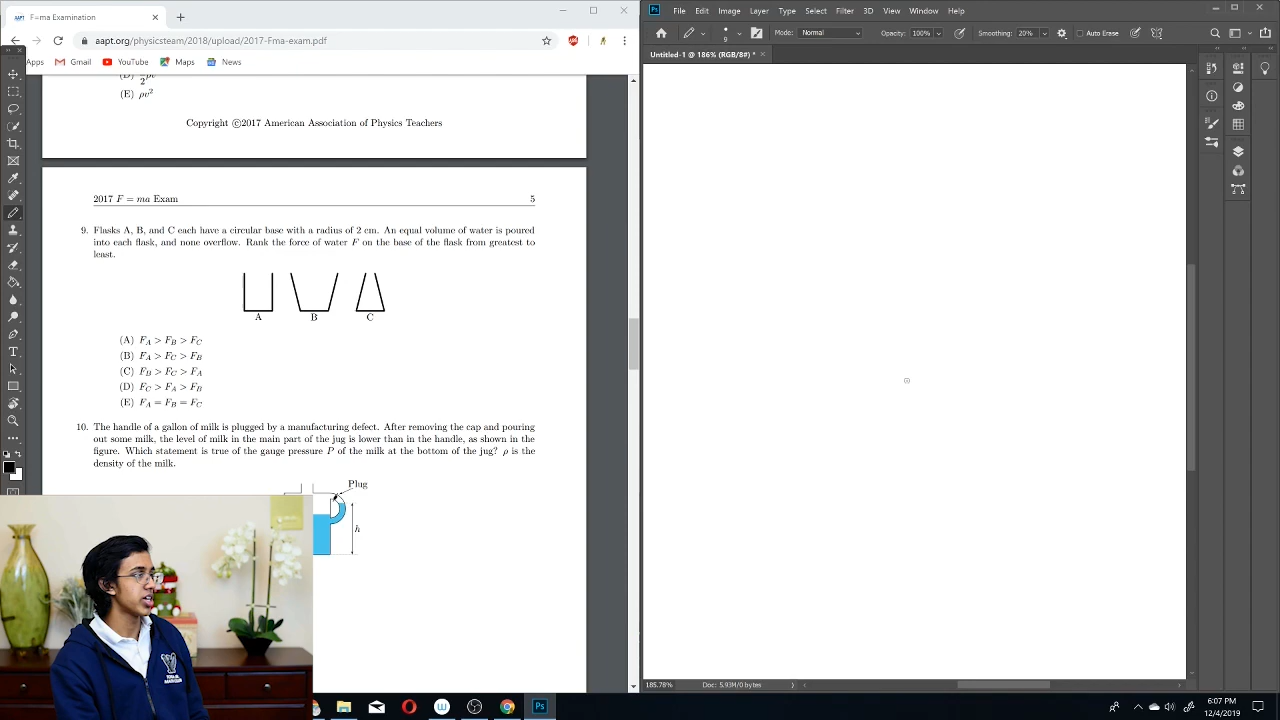 F=ma Examination
aapt.org/physicsteam/2018/upload/2017-Fma-exam.pdf
Apps Gmail YouTube Maps News
(E) ρv²
Copyright ©2017 American Association of Physics Teachers
2017 F = ma Exam 5
9. Flasks A, B, and C each have a circular base with a radius of 2 cm. An equal volume of water is poured
into each flask, and none overflow. Rank the force of water F on the base of the flask from greatest to
least.
A B C
(A) F_A > F_B > F_C
(B) F_A > F_C > F_B
(C) F_B > F_C > F_A
(D) F_C > F_A > F_B
(E) F_A = F_B = F_C
10. The handle of a gallon of milk is plugged by a manufacturing defect. After removing the cap and pouring
out some milk, the level of milk in the main part of the jug is lower than in the handle, as shown in the
figure. Which statement is true of the gauge pressure P of the milk at the bottom of the jug? ρ is the
density of the milk.
Plug
h
Ps File Edit Image Layer Type Select Filter 3D View Window Help
9 Mode: Normal Opacity: 100% Smoothing: 20% Auto Erase
Untitled-1 @ 186% (RGB/8#) *
185.78% Doc: 5.93M/0 bytes
Ps
6:07 PM
12/4/2019